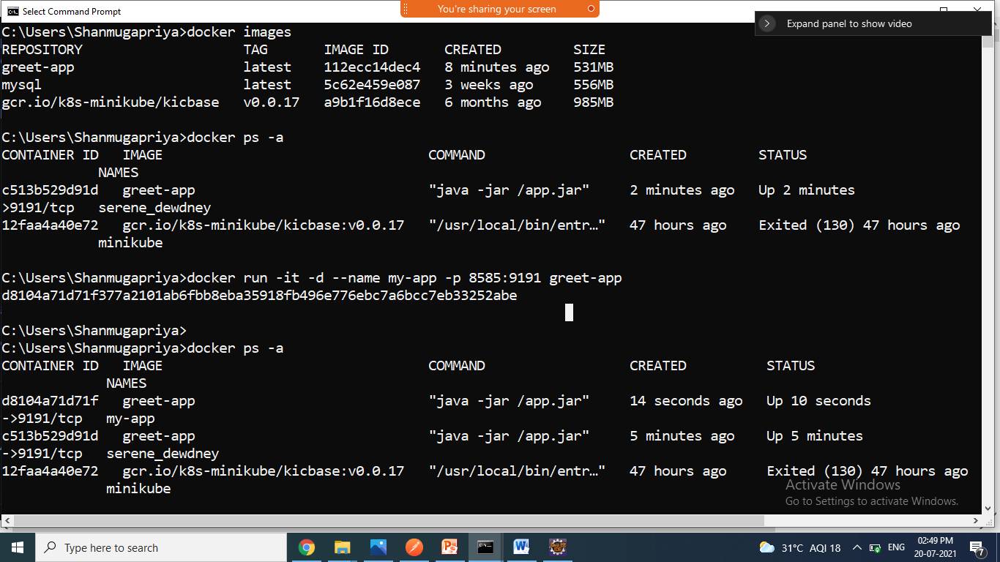 Select Command Prompt
You're sharing your screen
Expand panel to show video
C:\Users\Shanmugapriya>docker images
REPOSITORY TAG IMAGE ID CREATED SIZE
greet-app latest 112ecc14dec4 8 minutes ago 531MB
mysql latest 5c62e459e087 3 weeks ago 556MB
gcr.io/k8s-minikube/kicbase v0.0.17 a9b1f16d8ece 6 months ago 985MB
C:\Users\Shanmugapriya>docker ps -a
CONTAINER ID IMAGE COMMAND CREATED STATUS
NAMES
c513b529d91d greet-app "java -jar /app.jar" 2 minutes ago Up 2 minutes
>9191/tcp serene_dewdney
12faa4a40e72 gcr.io/k8s-minikube/kicbase:v0.0.17 "/usr/local/bin/entr…" 47 hours ago Exited (130) 47 hours ago
minikube
C:\Users\Shanmugapriya>docker run -it -d --name my-app -p 8585:9191 greet-app
d8104a71d71f377a2101ab6fbb8eba35918fb496e776ebc7a6bcc7eb33252abe
C:\Users\Shanmugapriya>
C:\Users\Shanmugapriya>docker ps -a
CONTAINER ID IMAGE COMMAND CREATED STATUS
NAMES
d8104a71d71f greet-app "java -jar /app.jar" 14 seconds ago Up 10 seconds
->9191/tcp my-app
c513b529d91d greet-app "java -jar /app.jar" 5 minutes ago Up 5 minutes
->9191/tcp serene_dewdney
12faa4a40e72 gcr.io/k8s-minikube/kicbase:v0.0.17 "/usr/local/bin/entr…" 47 hours ago Exited (130) 47 hours ago
minikube
Activate Windows
Go to Settings to activate Windows.
Type here to search
31°C AQI 18
ENG
02:49 PM
20-07-2021
7